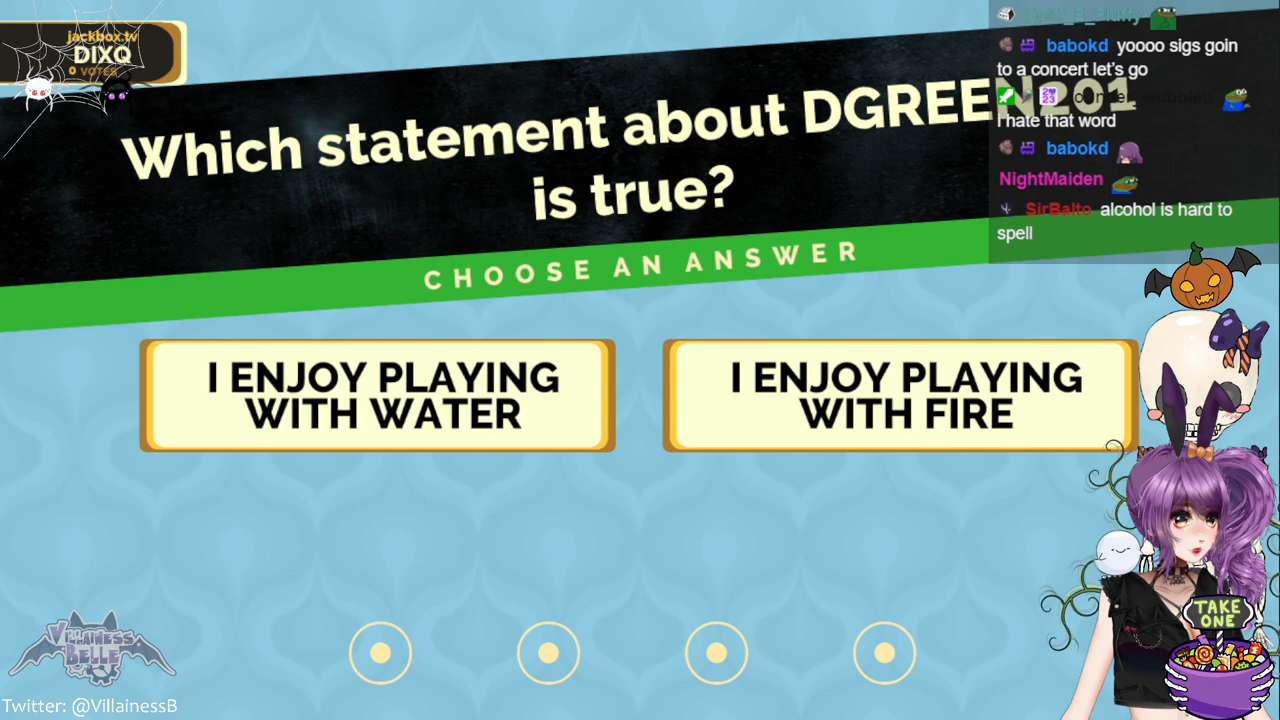 jackbox.tv
DIXQ
0 VOTES
Which statement about DGREEN201
is true?
CHOOSE AN ANSWER
I ENJOY PLAYING
WITH WATER
I ENJOY PLAYING
WITH FIRE
babokd yoooo sigs goin
to a concert let's go
I hate that word
babokd
NightMaiden
SirBalto alcohol is hard to
spell
TAKE
ONE
VILLAINESS
BELLE
Twitter: @VillainessB